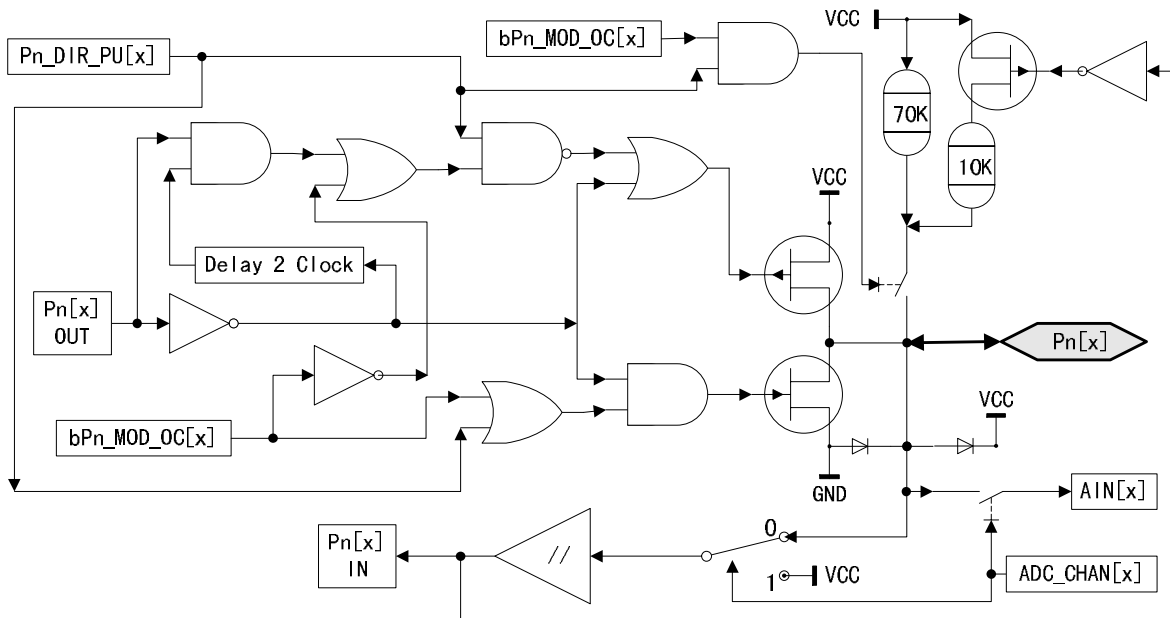 VCC
bPn_MOD_OC[x]
Pn_DIR_PU[x]
70K
10K
VCC
Delay 2 Clock
Pn[x]
OUT
Pn[x]
bPn_MOD_OC[x]
VCC
GND
AIN[x]
Pn[x]
IN
//
0
1
VCC
ADC_CHAN[x]